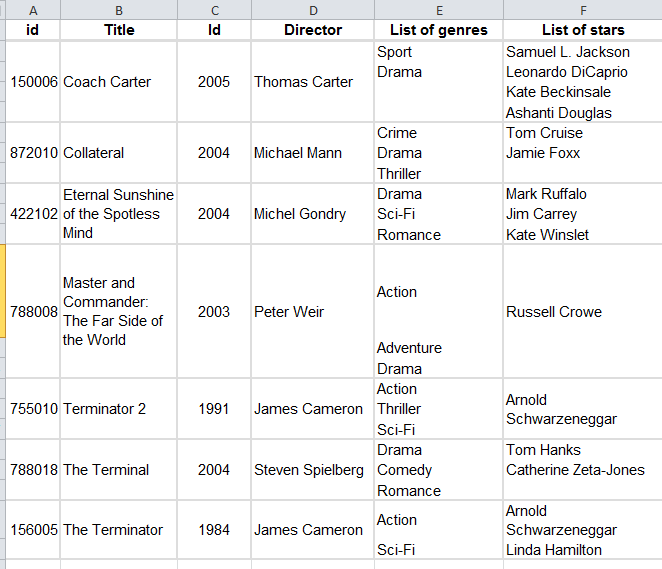 A B C D E F
id Title Id Director List of genres List of stars
150006 Coach Carter 2005 Thomas Carter
Sport
Drama
Samuel L. Jackson
Leonardo DiCaprio
Kate Beckinsale
Ashanti Douglas
872010 Collateral 2004 Michael Mann
Crime
Drama
Thriller
Tom Cruise
Jamie Foxx
422102
Eternal Sunshine
of the Spotless
Mind
2004 Michel Gondry
Drama
Sci-Fi
Romance
Mark Ruffalo
Jim Carrey
Kate Winslet
788008
Master and
Commander:
The Far Side of
the World
2003 Peter Weir
Action
Adventure
Drama
Russell Crowe
755010 Terminator 2 1991 James Cameron
Action
Thriller
Sci-Fi
Arnold
Schwarzeneggar
788018 The Terminal 2004 Steven Spielberg
Drama
Comedy
Romance
Tom Hanks
Catherine Zeta-Jones
156005 The Terminator 1984 James Cameron
Action
Sci-Fi
Arnold
Schwarzeneggar
Linda Hamilton